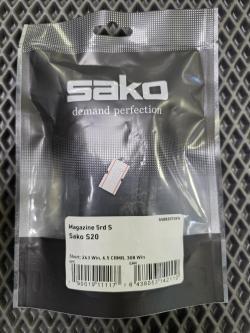 sako
demand perfection
Magazine 5rd S
Sako S20
Short: 243 Win, 6.5 CRMR, 308 Win